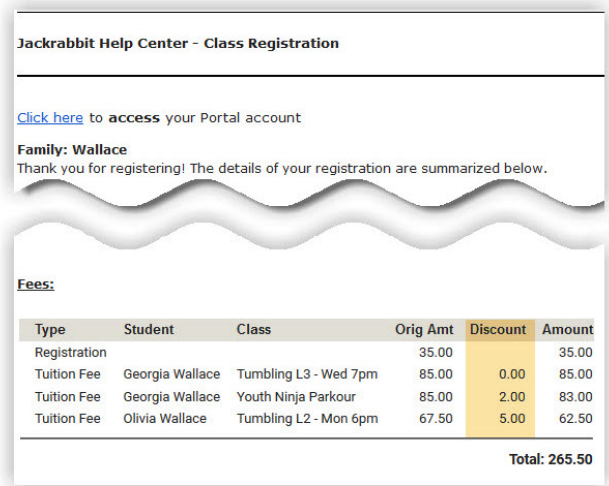 Jackrabbit Help Center - Class Registration
Click here to access your Portal account
Family: Wallace
Thank you for registering! The details of your registration are summarized below.
Fees:
Type Student Class Orig Amt Discount Amount
Registration 35.00 35.00
Tuition Fee Georgia Wallace Tumbling L3 - Wed 7pm 85.00 0.00 85.00
Tuition Fee Georgia Wallace Youth Ninja Parkour 85.00 2.00 83.00
Tuition Fee Olivia Wallace Tumbling L2 - Mon 6pm 67.50 5.00 62.50
Total: 265.50